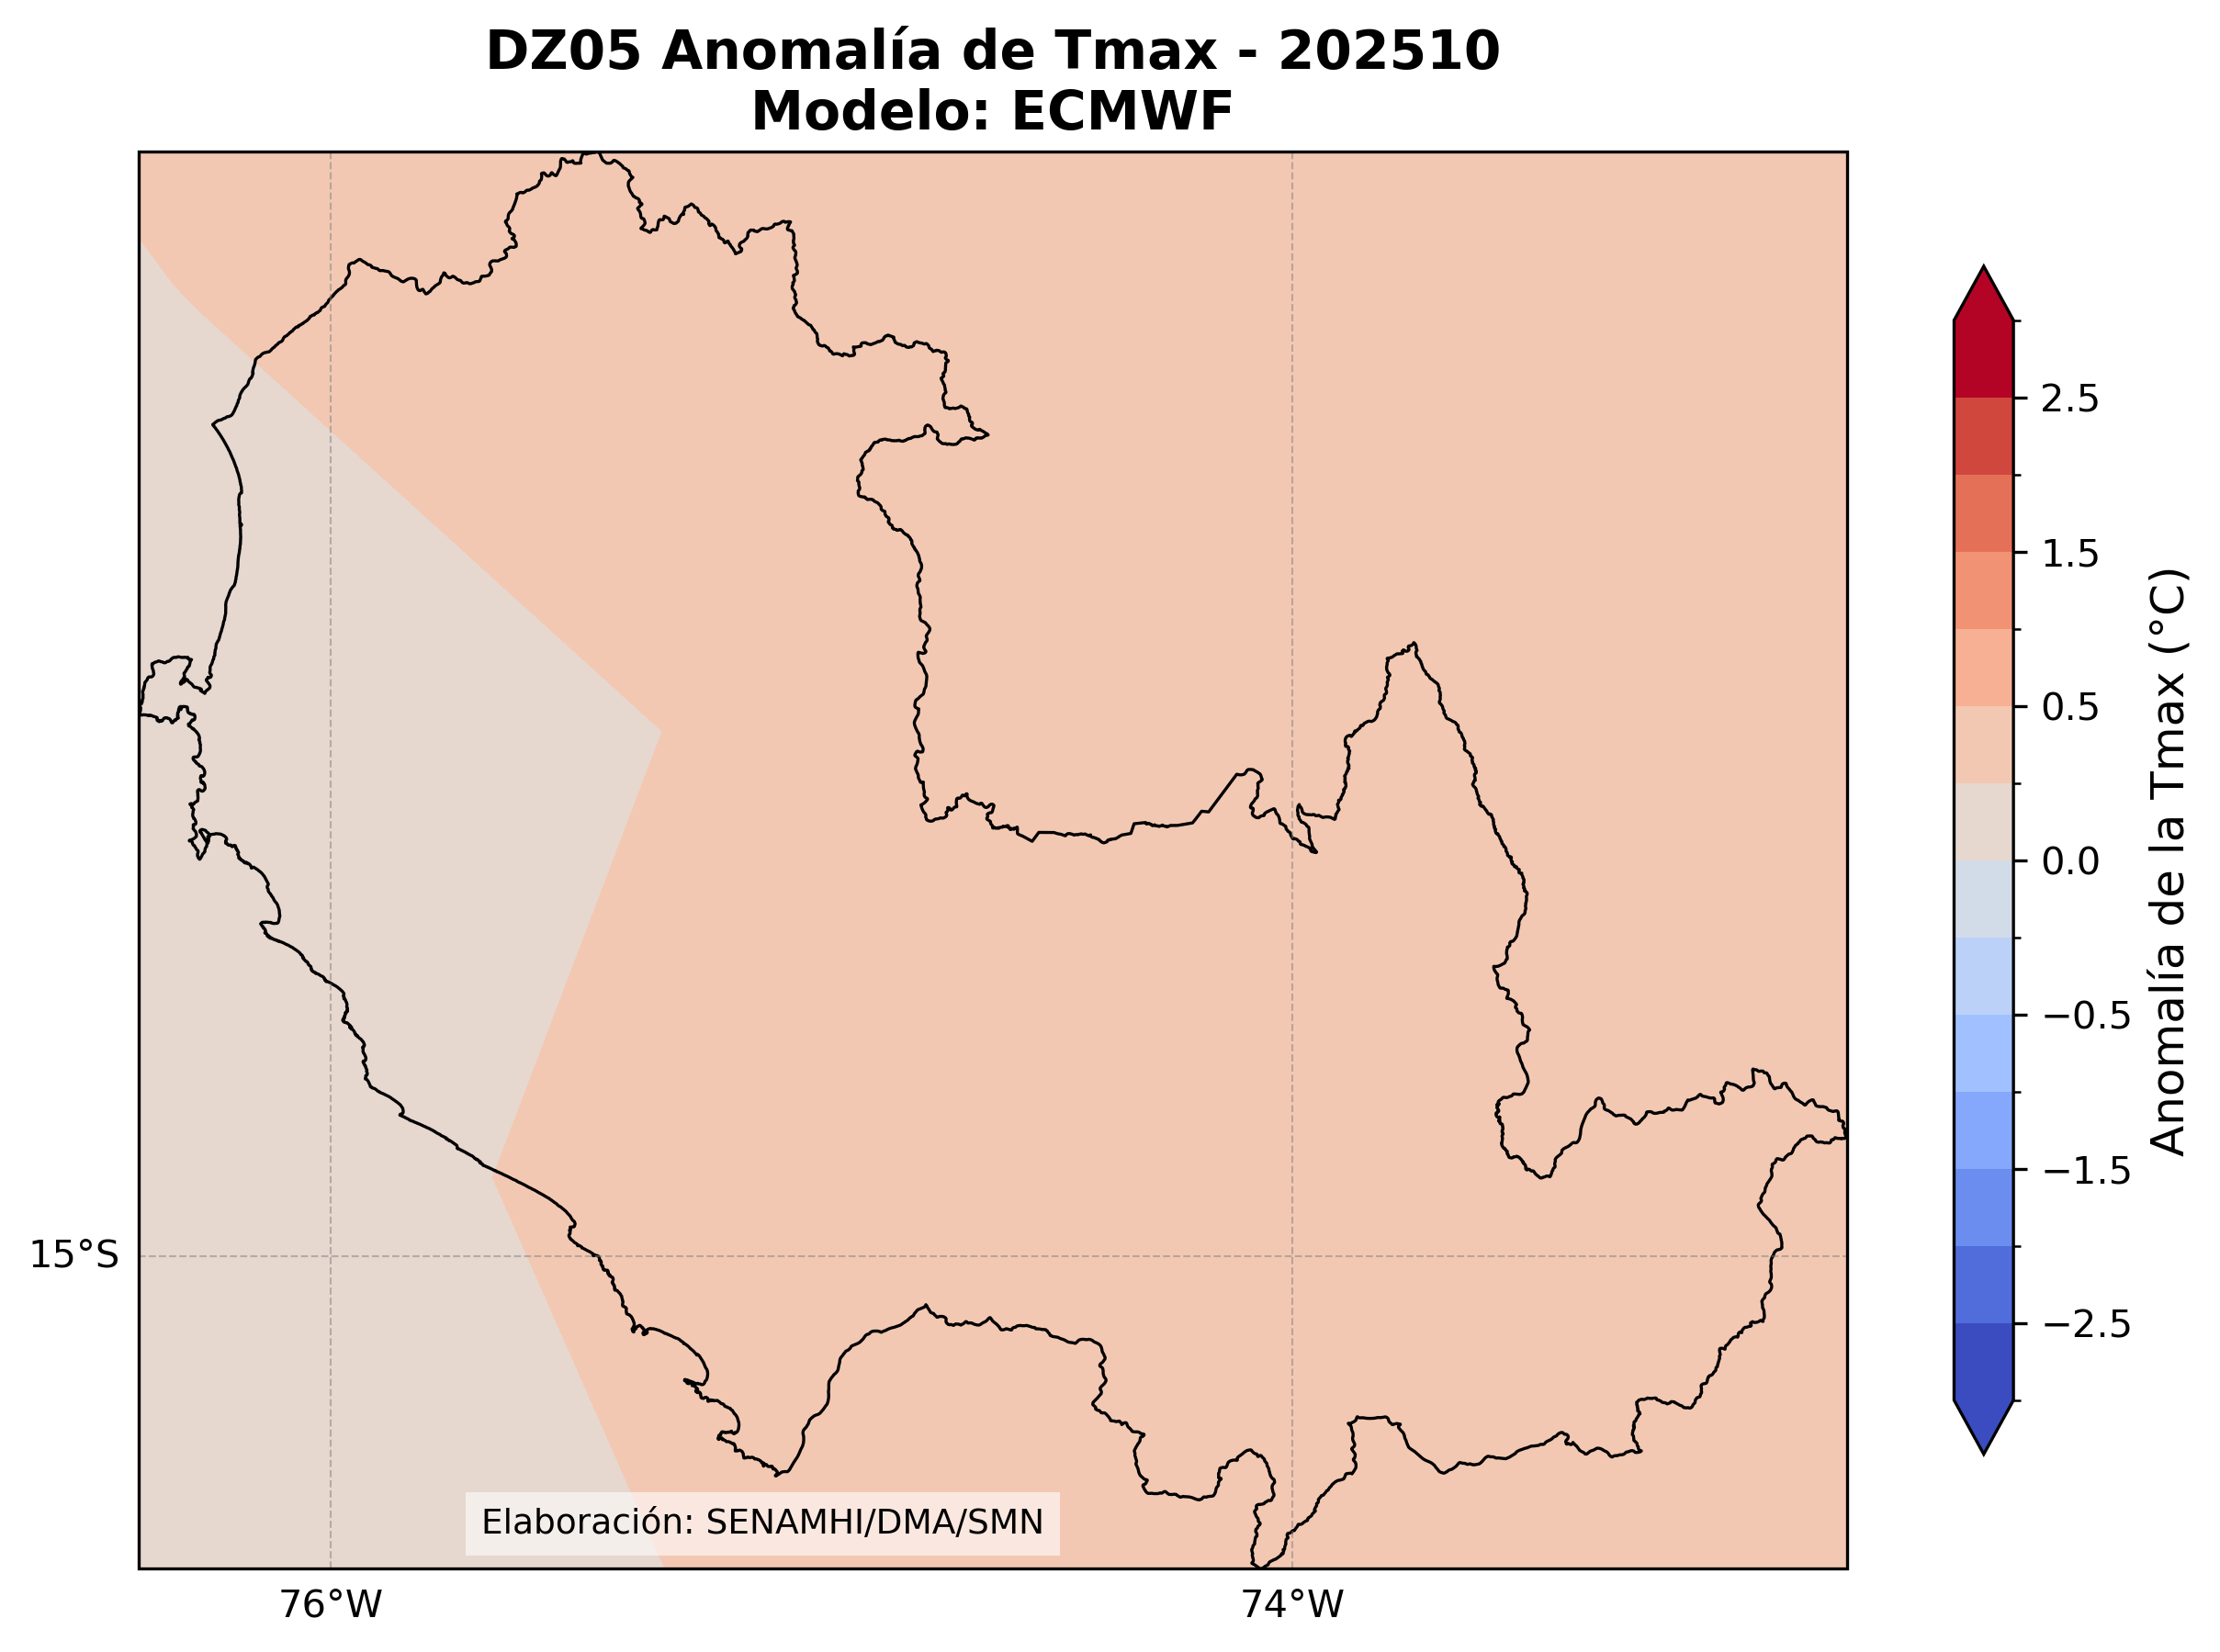 DZ05 Anomalía de Tmax - 202510
Modelo: ECMWF
2.5
1.5
0.5
0.0
−0.5
−1.5
−2.5
Anomalía de la Tmax (°C)
15°S
Elaboración: SENAMHI/DMA/SMN
76°W
74°W